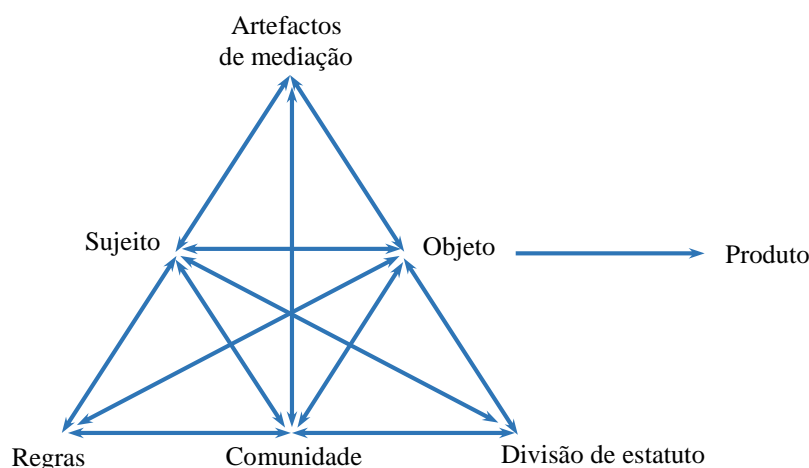 Artefactos
de mediação
Sujeito
Objeto
Produto
Regras
Comunidade
Divisão de estatuto